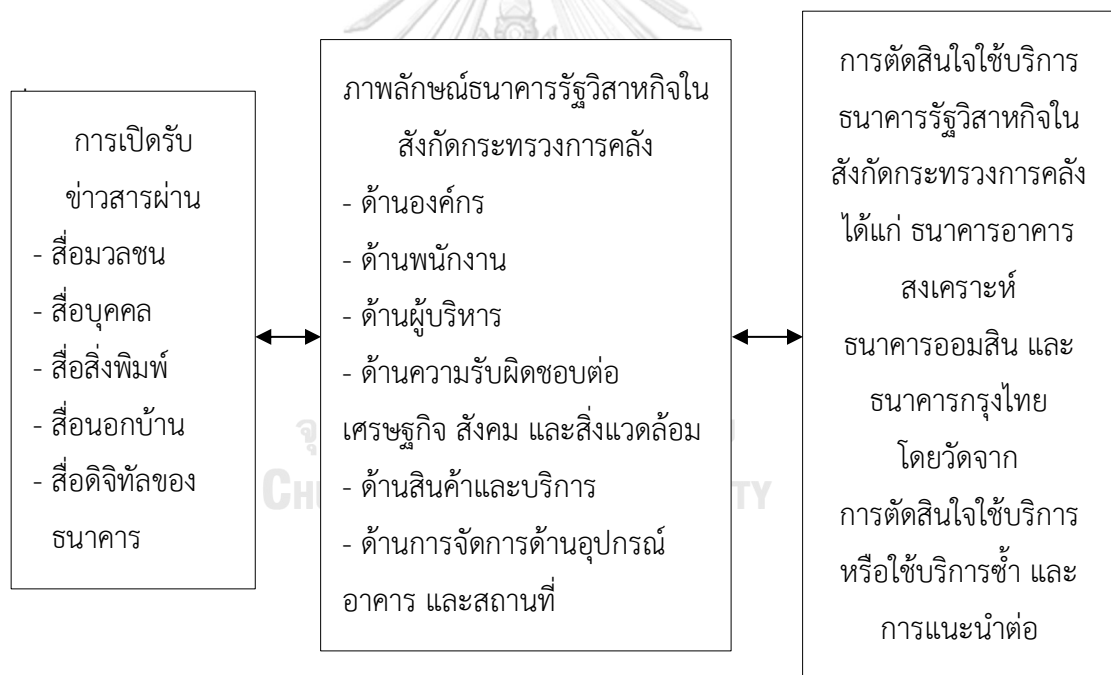 การเปิดรับ
ข่าวสารผ่าน
- สื่อมวลชน
- สื่อบุคคล
- สื่อสิ่งพิมพ์
- สื่อนอกบ้าน
- สื่อดิจิทัลของ
ธนาคาร
ภาพลักษณ์ธนาคารรัฐวิสาหกิจใน
สังกัดกระทรวงการคลัง
- ด้านองค์กร
- ด้านพนักงาน
- ด้านผู้บริหาร
- ด้านความรับผิดชอบต่อ
เศรษฐกิจ สังคม และสิ่งแวดล้อม
- ด้านสินค้าและบริการ
- ด้านการจัดการด้านอุปกรณ์
อาคาร และสถานที่
การตัดสินใจใช้บริการ
ธนาคารรัฐวิสาหกิจใน
สังกัดกระทรวงการคลัง
ได้แก่ ธนาคารอาคาร
สงเคราะห์
ธนาคารออมสิน และ
ธนาคารกรุงไทย
โดยวัดจาก
การตัดสินใจใช้บริการ
หรือใช้บริการซ้ำ และ
การแนะนำต่อ